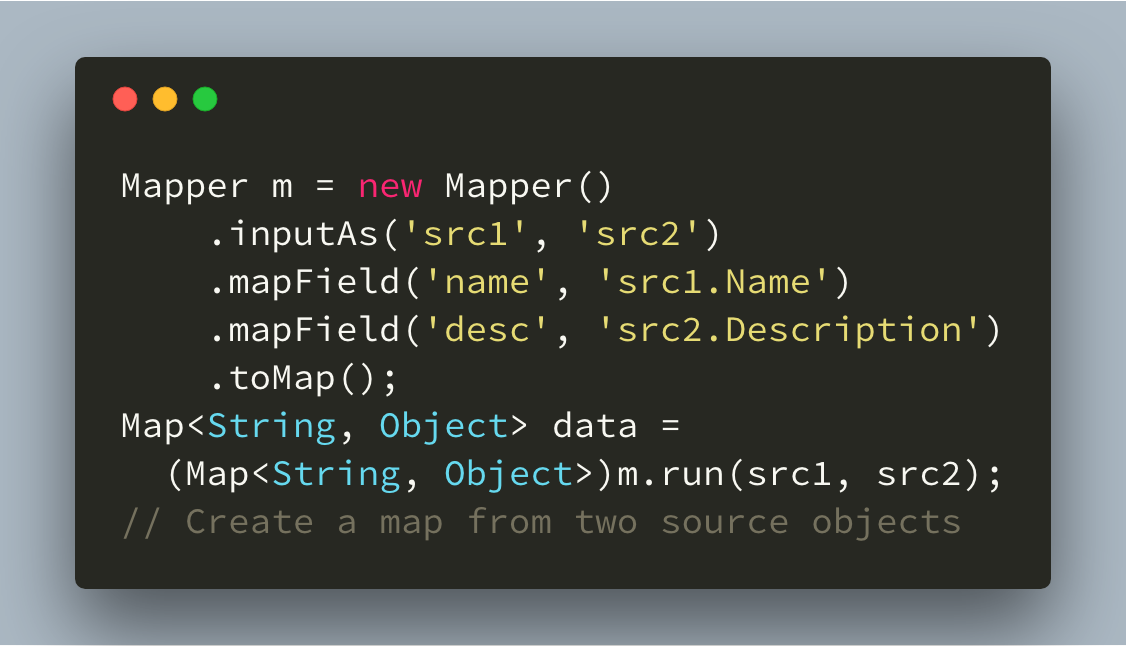 Mapper m = new Mapper()
    .inputAs('src1', 'src2')
    .mapField('name', 'src1.Name')
    .mapField('desc', 'src2.Description')
    .toMap();
Map<String, Object> data =
  (Map<String, Object>)m.run(src1, src2);
// Create a map from two source objects